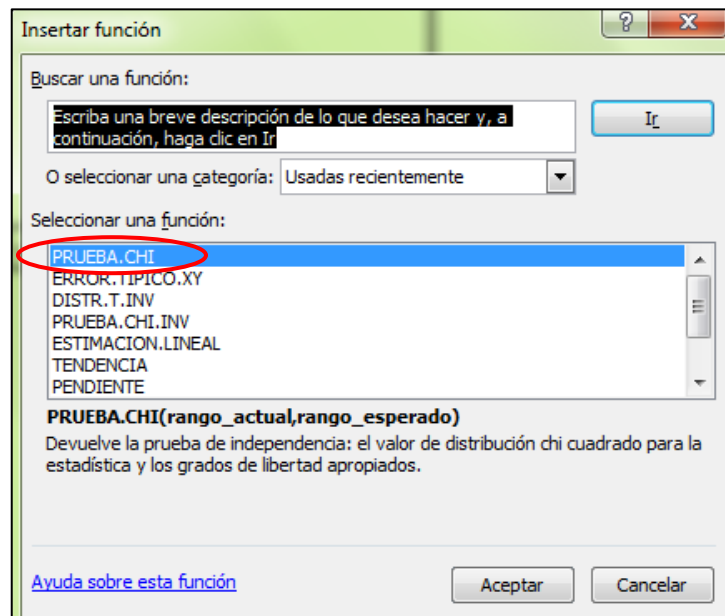 Insertar función
Buscar una función:
Escriba una breve descripción de lo que desea hacer y, a
continuación, haga clic en Ir
Ir
O seleccionar una categoría: Usadas recientemente
Seleccionar una función:
PRUEBA.CHI
ERROR.TIPICO.XY
DISTR.T.INV
PRUEBA.CHI.INV
ESTIMACION.LINEAL
TENDENCIA
PENDIENTE
PRUEBA.CHI(rango_actual,rango_esperado)
Devuelve la prueba de independencia: el valor de distribución chi cuadrado para la
estadística y los grados de libertad apropiados.
Ayuda sobre esta función
Aceptar
Cancelar